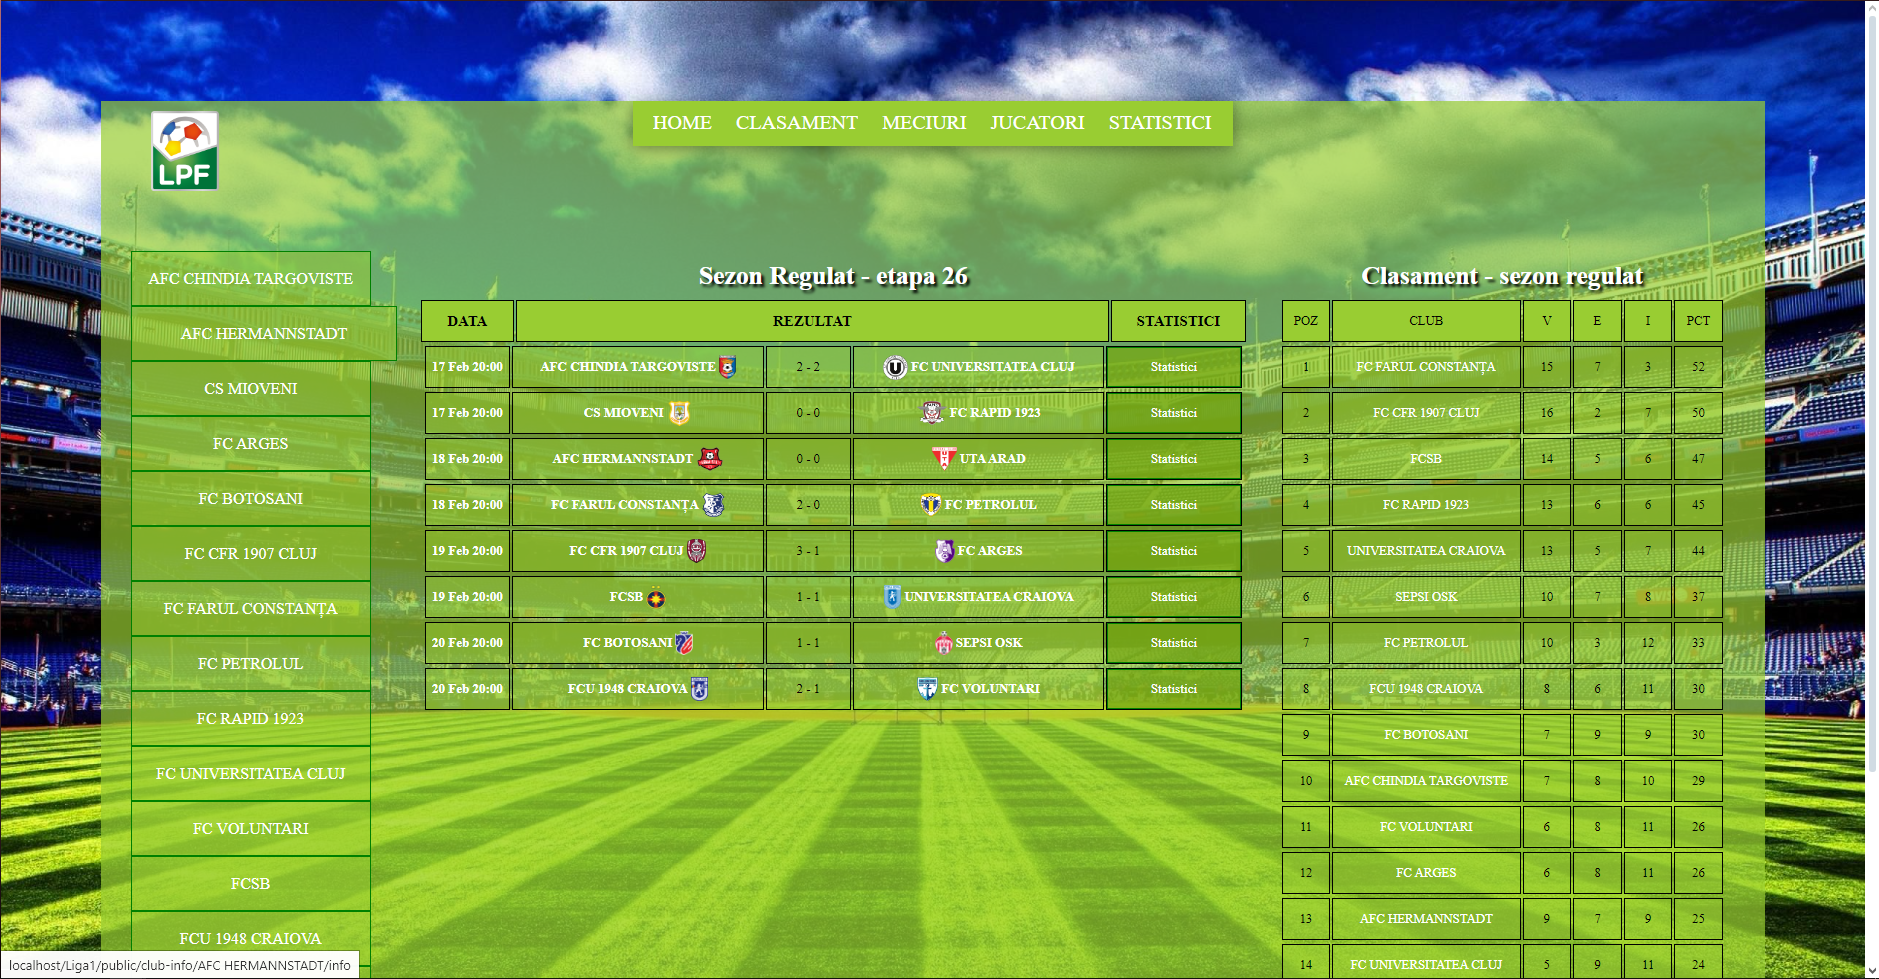 HOME CLASAMENT MECIURI JUCATORI STATISTICI
LPF
AFC CHINDIA TARGOVISTE
AFC HERMANNSTADT
CS MIOVENI
FC ARGES
FC BOTOSANI
FC CFR 1907 CLUJ
FC FARUL CONSTANȚA
FC PETROLUL
FC RAPID 1923
FC UNIVERSITATEA CLUJ
FC VOLUNTARI
FCSB
FCU 1948 CRAIOVA
Sezon Regulat - etapa 26
DATA REZULTAT STATISTICI
17 Feb 20:00 AFC CHINDIA TARGOVISTE 2 - 2 FC UNIVERSITATEA CLUJ Statistici
17 Feb 20:00 CS MIOVENI 0 - 0 FC RAPID 1923 Statistici
18 Feb 20:00 AFC HERMANNSTADT 0 - 0 UTA ARAD Statistici
18 Feb 20:00 FC FARUL CONSTANȚA 2 - 0 FC PETROLUL Statistici
19 Feb 20:00 FC CFR 1907 CLUJ 3 - 1 FC ARGES Statistici
19 Feb 20:00 FCSB 1 - 1 UNIVERSITATEA CRAIOVA Statistici
20 Feb 20:00 FC BOTOSANI 1 - 1 SEPSI OSK Statistici
20 Feb 20:00 FCU 1948 CRAIOVA 2 - 1 FC VOLUNTARI Statistici
Clasament - sezon regulat
POZ CLUB V E I PCT
1 FC FARUL CONSTANȚA 15 7 3 52
2 FC CFR 1907 CLUJ 16 2 7 50
3 FCSB 14 5 6 47
4 FC RAPID 1923 13 6 6 45
5 UNIVERSITATEA CRAIOVA 13 5 7 44
6 SEPSI OSK 10 7 8 37
7 FC PETROLUL 10 3 12 33
8 FCU 1948 CRAIOVA 8 6 11 30
9 FC BOTOSANI 7 9 9 30
10 AFC CHINDIA TARGOVISTE 7 8 10 29
11 FC VOLUNTARI 6 8 11 26
12 FC ARGES 6 8 11 26
13 AFC HERMANNSTADT 9 7 9 25
14 FC UNIVERSITATEA CLUJ 5 9 11 24
localhost/Liga1/public/club-info/AFC HERMANNSTADT/info